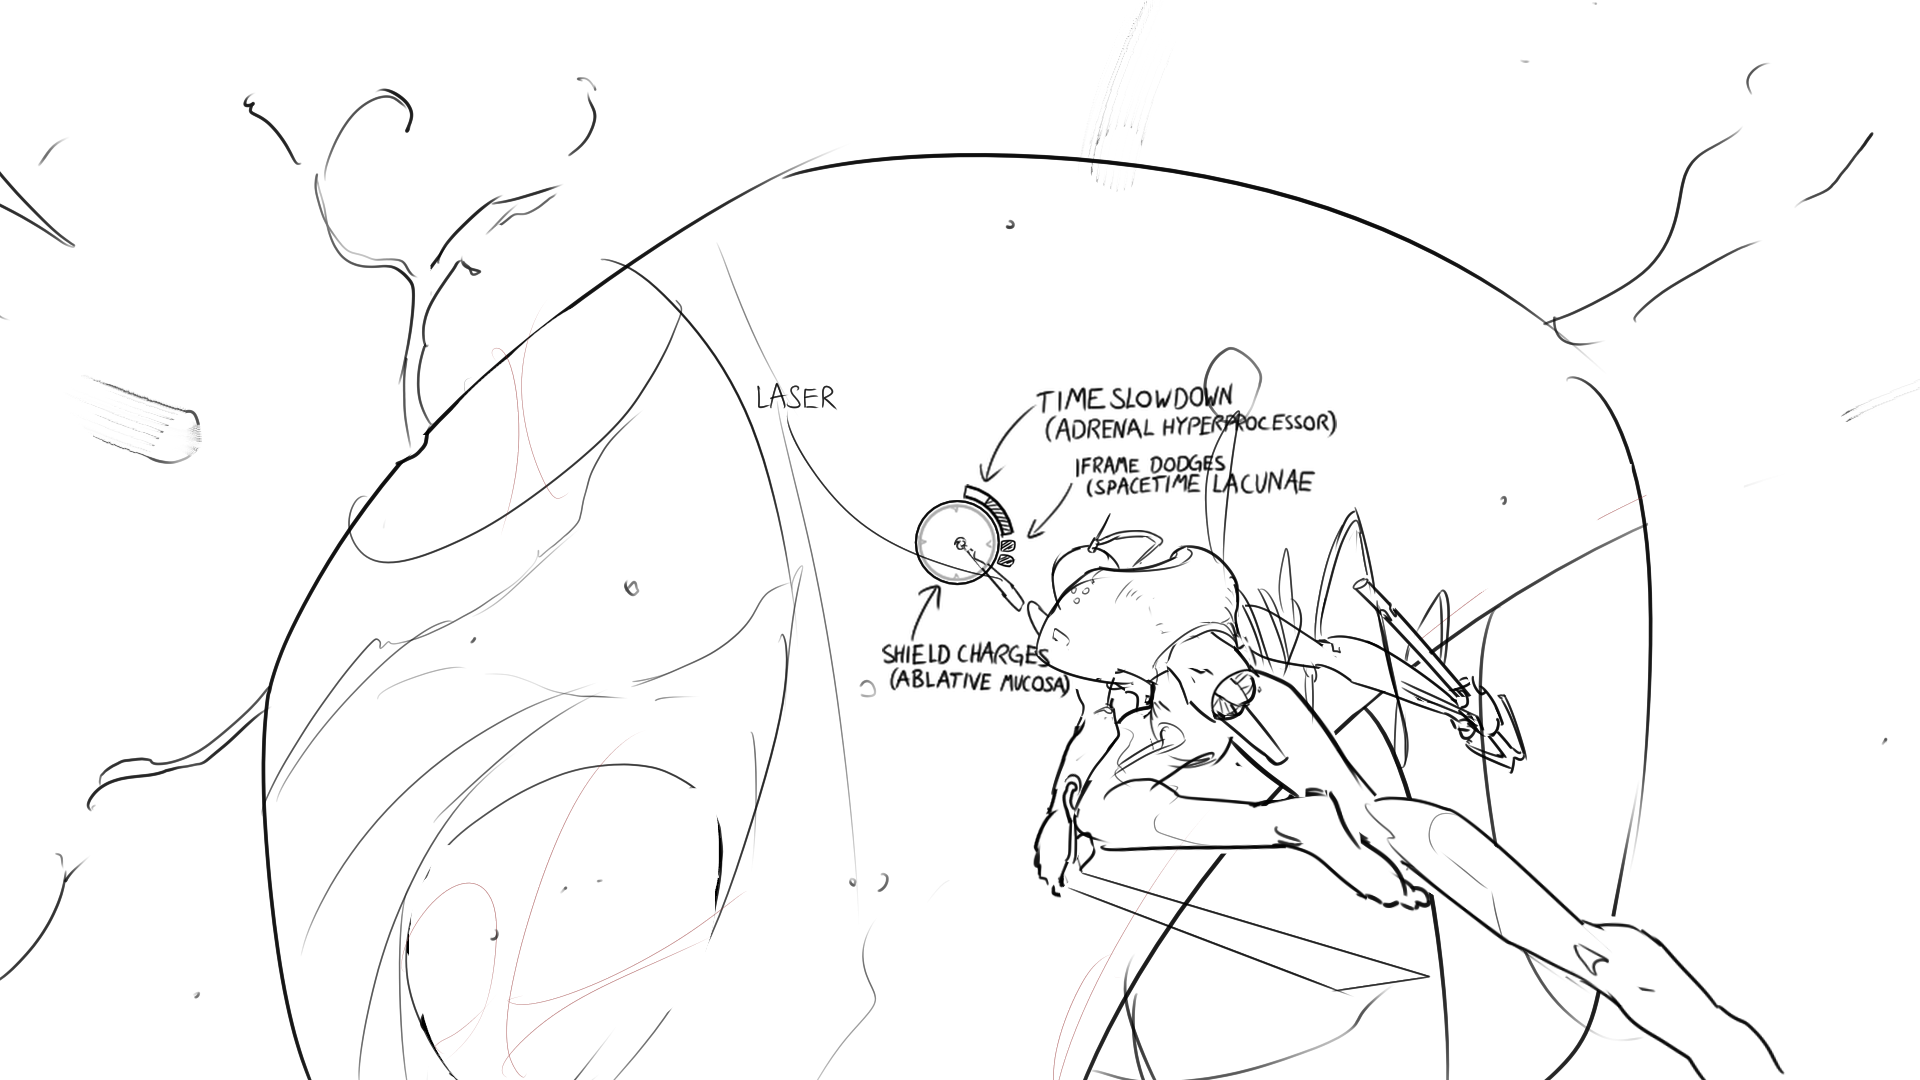 LASER
TIME SLOWDOWN
(ADRENAL HYPERPROCESSOR)
IFRAME DODGES
(SPACETIME LACUNAE
SHIELD CHARGES
(ABLATIVE MUCOSA)